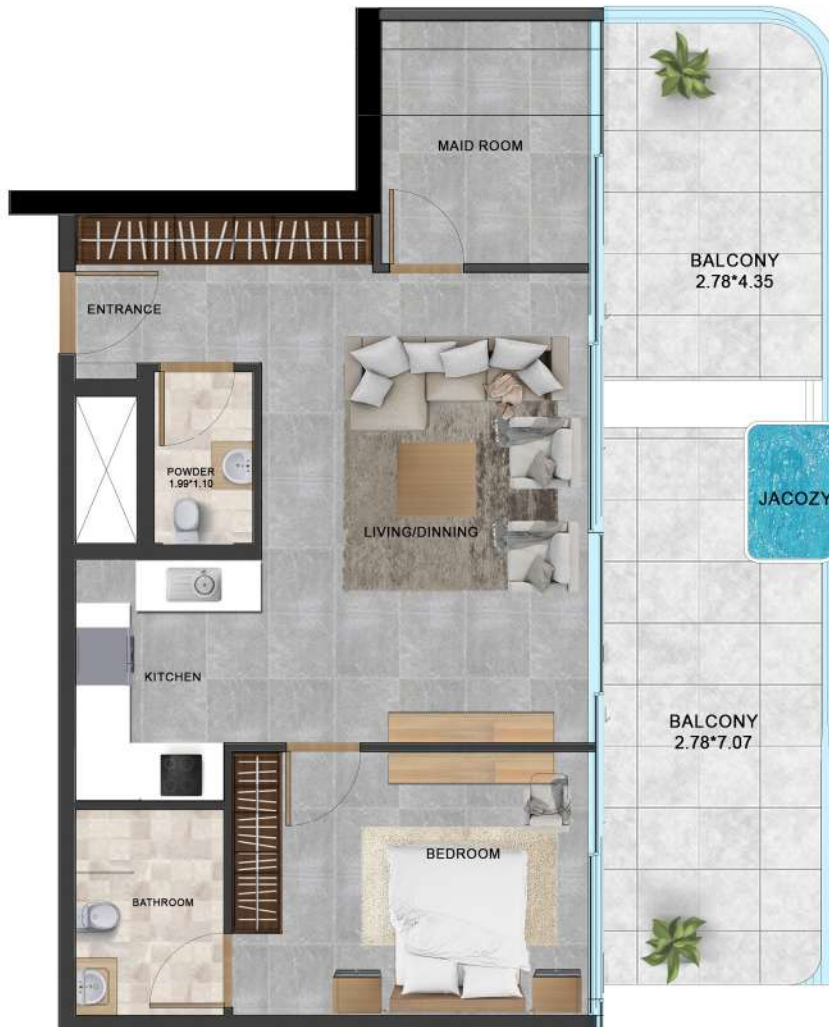 MAID ROOM
BALCONY
2.78*4.35
ENTRANCE
POWDER
1.99*1.10
JACOZY
LIVING/DINNING
KITCHEN
BALCONY
2.78*7.07
BEDROOM
BATHROOM